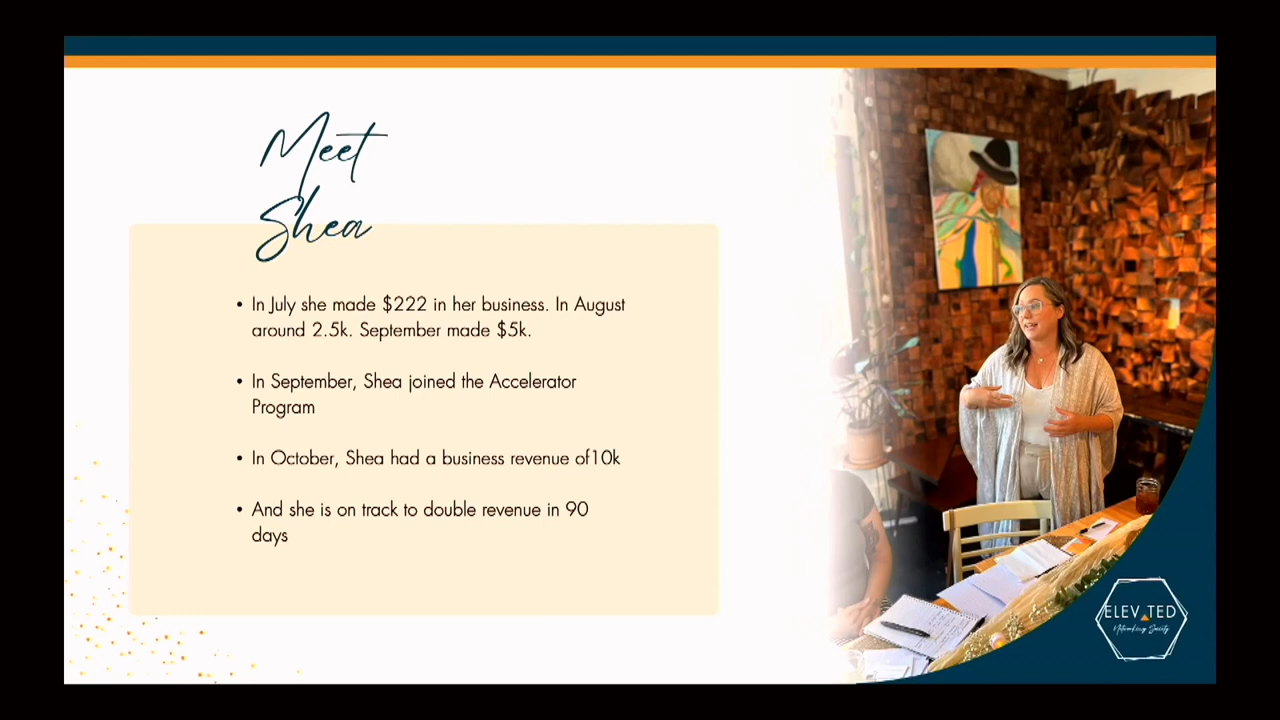 Meet
Shea
• In July she made $222 in her business. In August
around 2.5k. September made $5k.
• In September, Shea joined the Accelerator
Program
• In October, Shea had a business revenue of10k
• And she is on track to double revenue in 90
days
ELEVATED
Networking Society